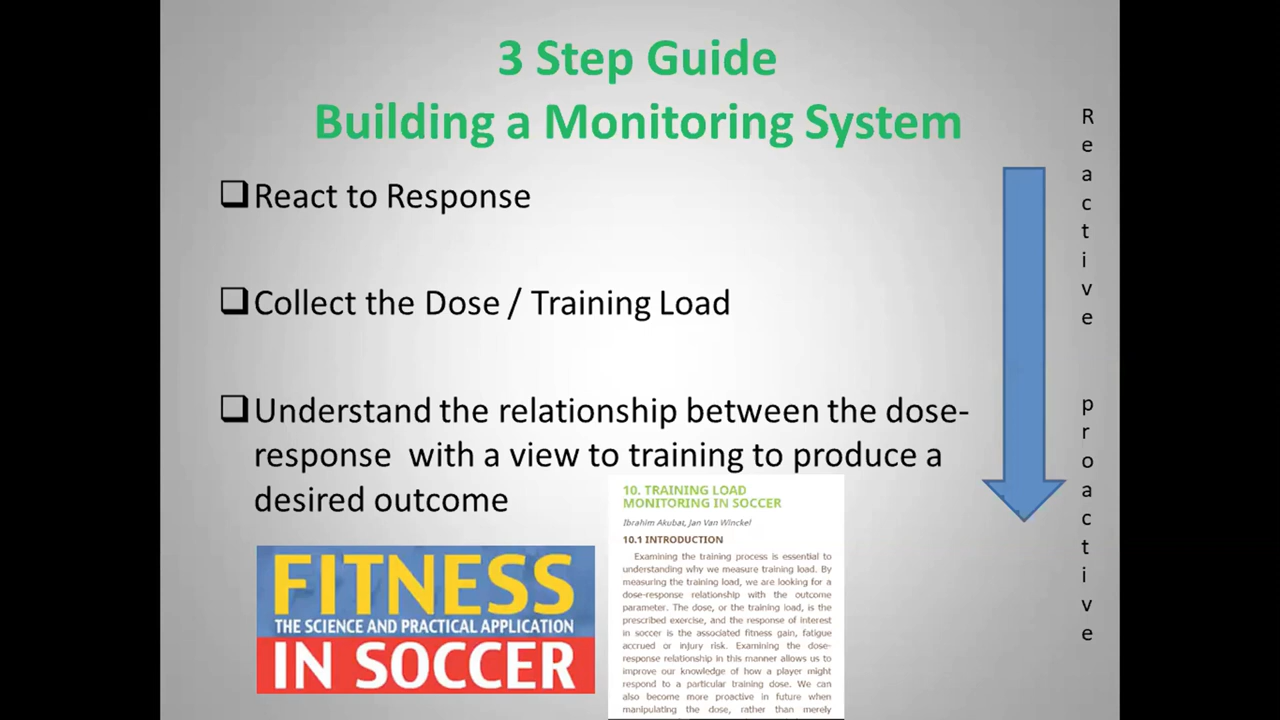 3 Step Guide
Building a Monitoring System
React to Response
Collect the Dose / Training Load
Understand the relationship between the dose-
response with a view to training to produce a
desired outcome
Reactive
proactive
FITNESS
THE SCIENCE AND PRACTICAL APPLICATION
IN SOCCER
10. TRAINING LOAD
MONITORING IN SOCCER
Ibrahim Akubat, Jan Van Winckel
10.1 INTRODUCTION
Examining the training process is essential to
understanding why we measure training load. By
measuring the training load, we are looking for a
dose-response relationship with the outcome
parameter. The dose, or the training load, is the
prescribed exercise, and the response of interest
in soccer is the associated fitness gain, fatigue
accrued or injury risk. Examining the dose-
response relationship in this manner allows us to
improve our knowledge of how a player might
respond to a particular training dose. We can
also become more proactive in future when
manipulating the dose, rather than merely